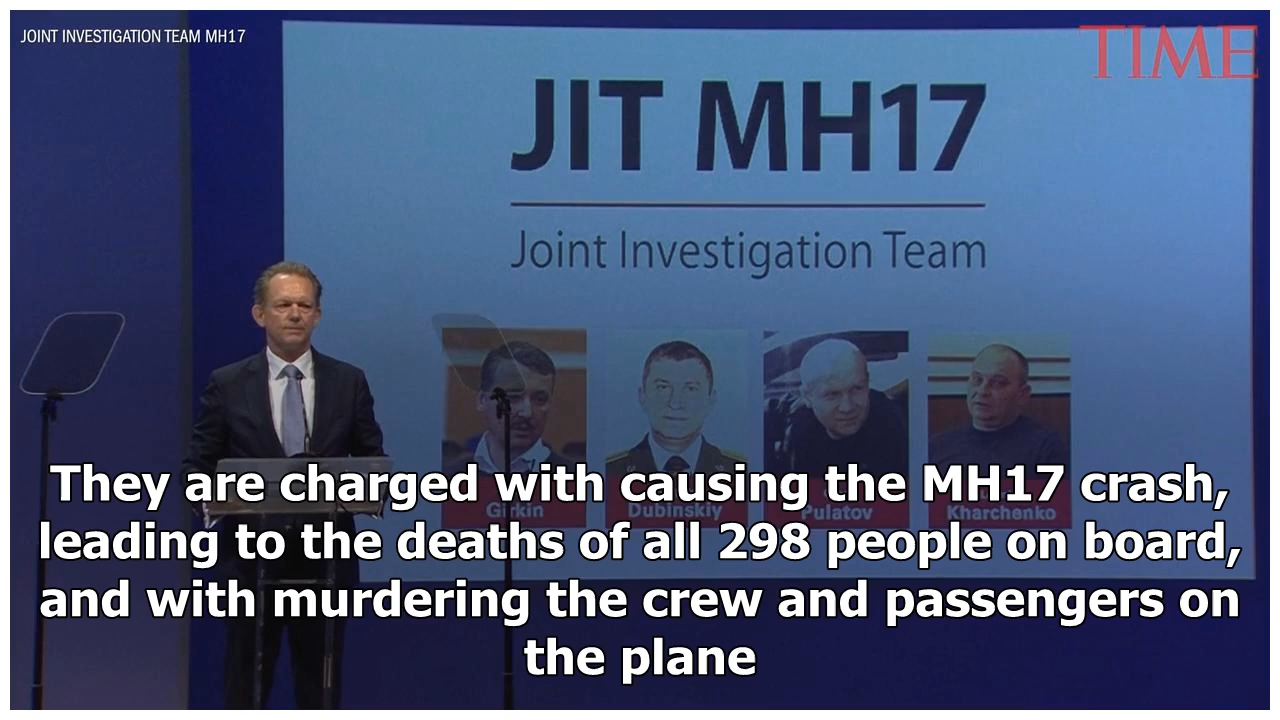 JOINT INVESTIGATION TEAM MH17
TIME
JIT MH17
Joint Investigation Team
Girkin
Dubinskiy
Pulatov
Kharchenko
They are charged with causing the MH17 crash,
leading to the deaths of all 298 people on board,
and with murdering the crew and passengers on
the plane